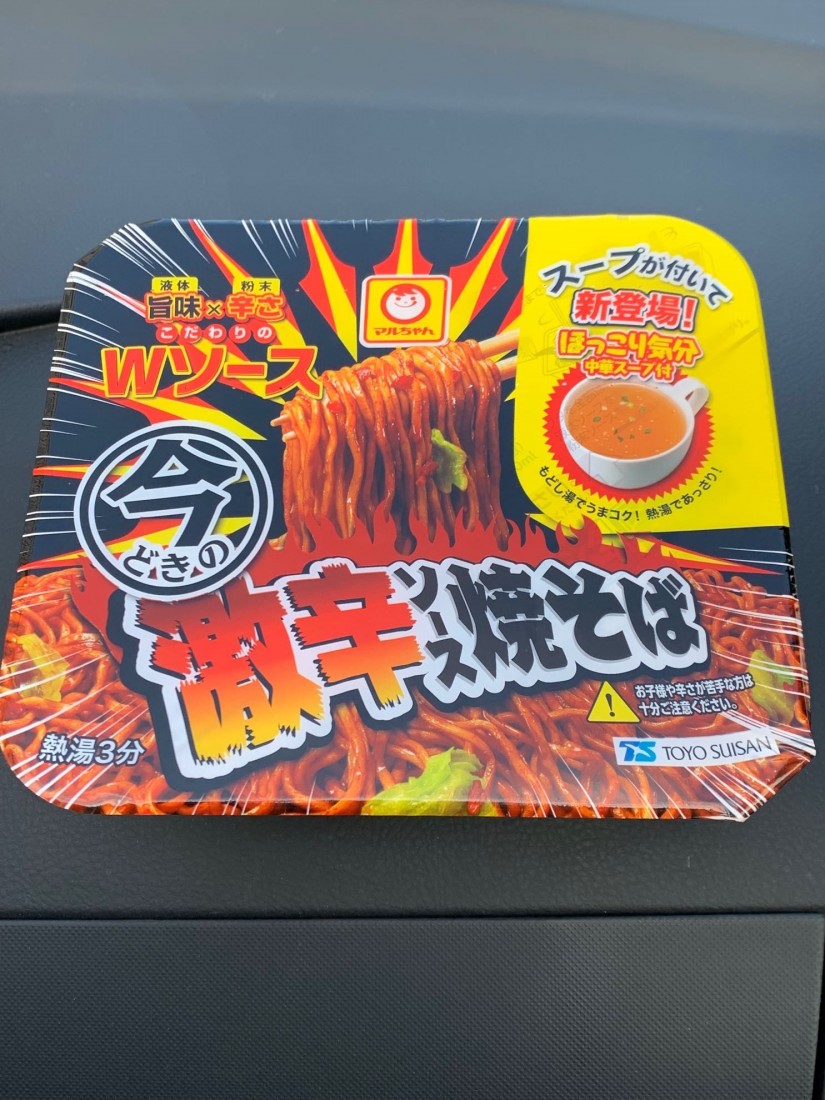 液体 粉末
旨味×辛さ
こだわりの
Wソース
マルちゃん
スープが付いて
新登場!
ほっこり気分
中華スープ付
もどし湯でうまコク! 熱湯であっさり!
今
どきの
激辛ソース焼そば
お子様や辛さが苦手な方は
十分ご注意ください。
熱湯3分
TS TOYO SUISAN